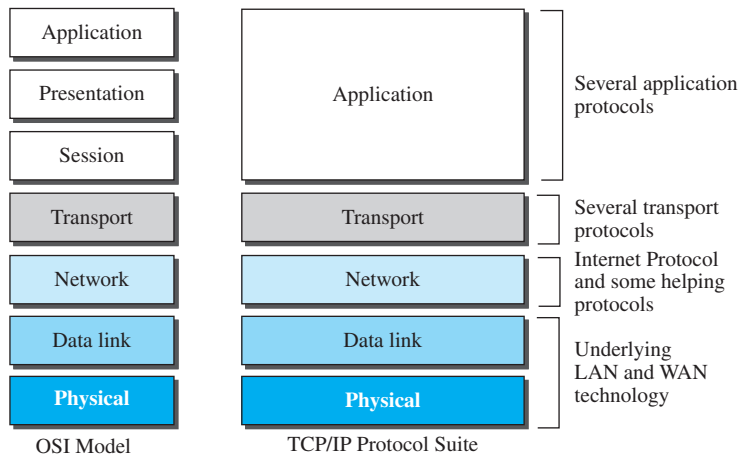 Application
Presentation
Session
Transport
Network
Data link
Physical
OSI Model
Application
Transport
Network
Data link
Physical
TCP/IP Protocol Suite
Several application
protocols
Several transport
protocols
Internet Protocol
and some helping
protocols
Underlying
LAN and WAN
technology